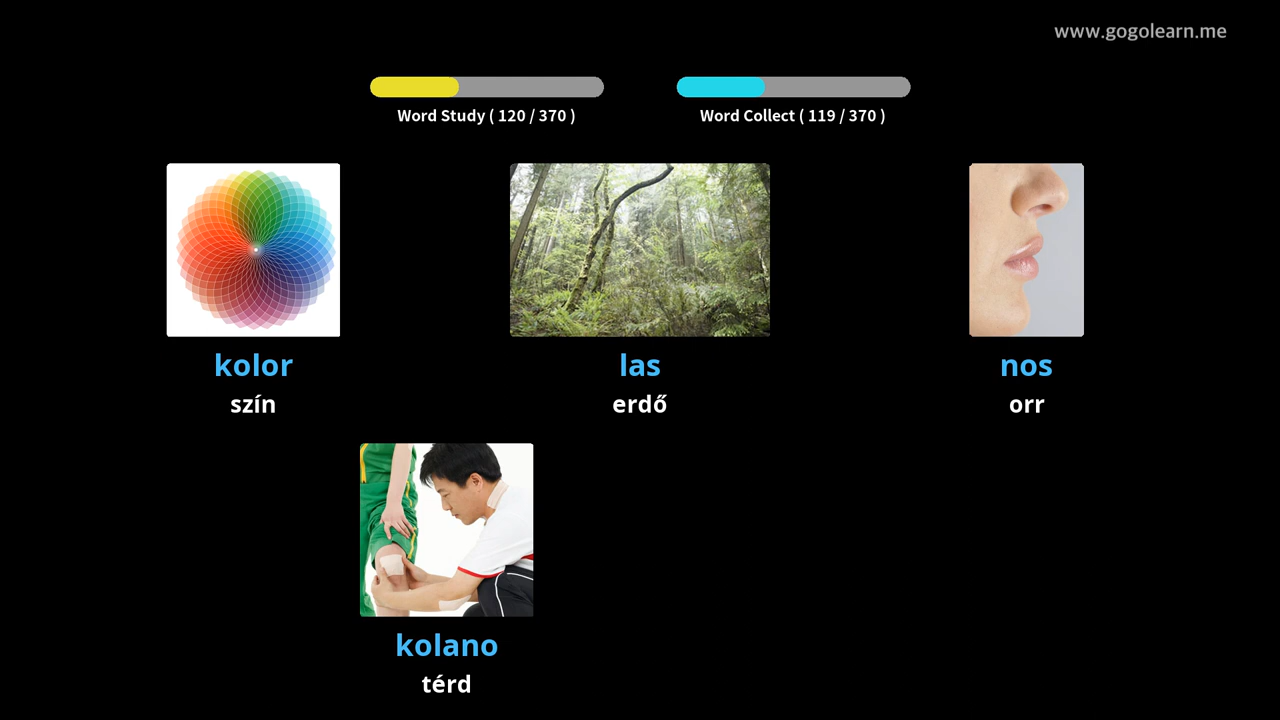 www.gogolearn.me
Word Study ( 120 / 370 )
Word Collect ( 119 / 370 )
kolor
szín
las
erdő
nos
orr
kolano
térd